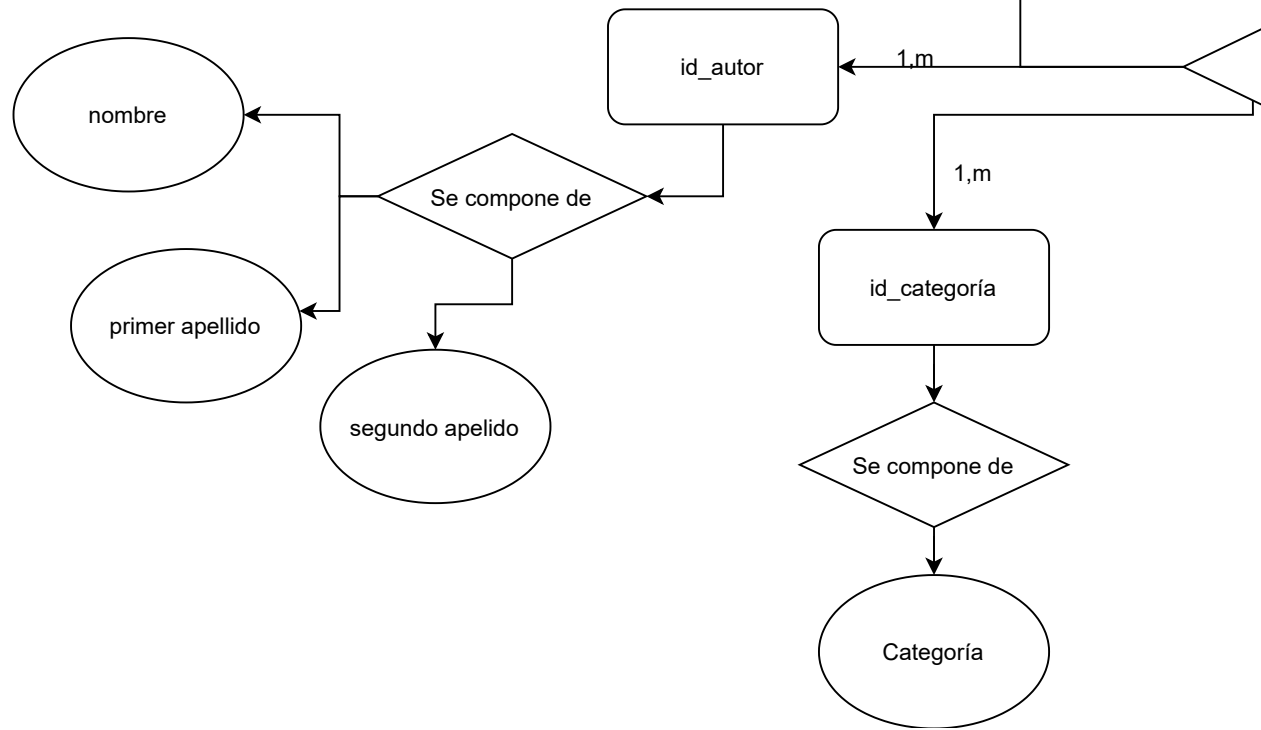 id_autor
1,m
nombre
Se compone de
1,m
id_categoría
primer apellido
segundo apelido
Se compone de
Categoría